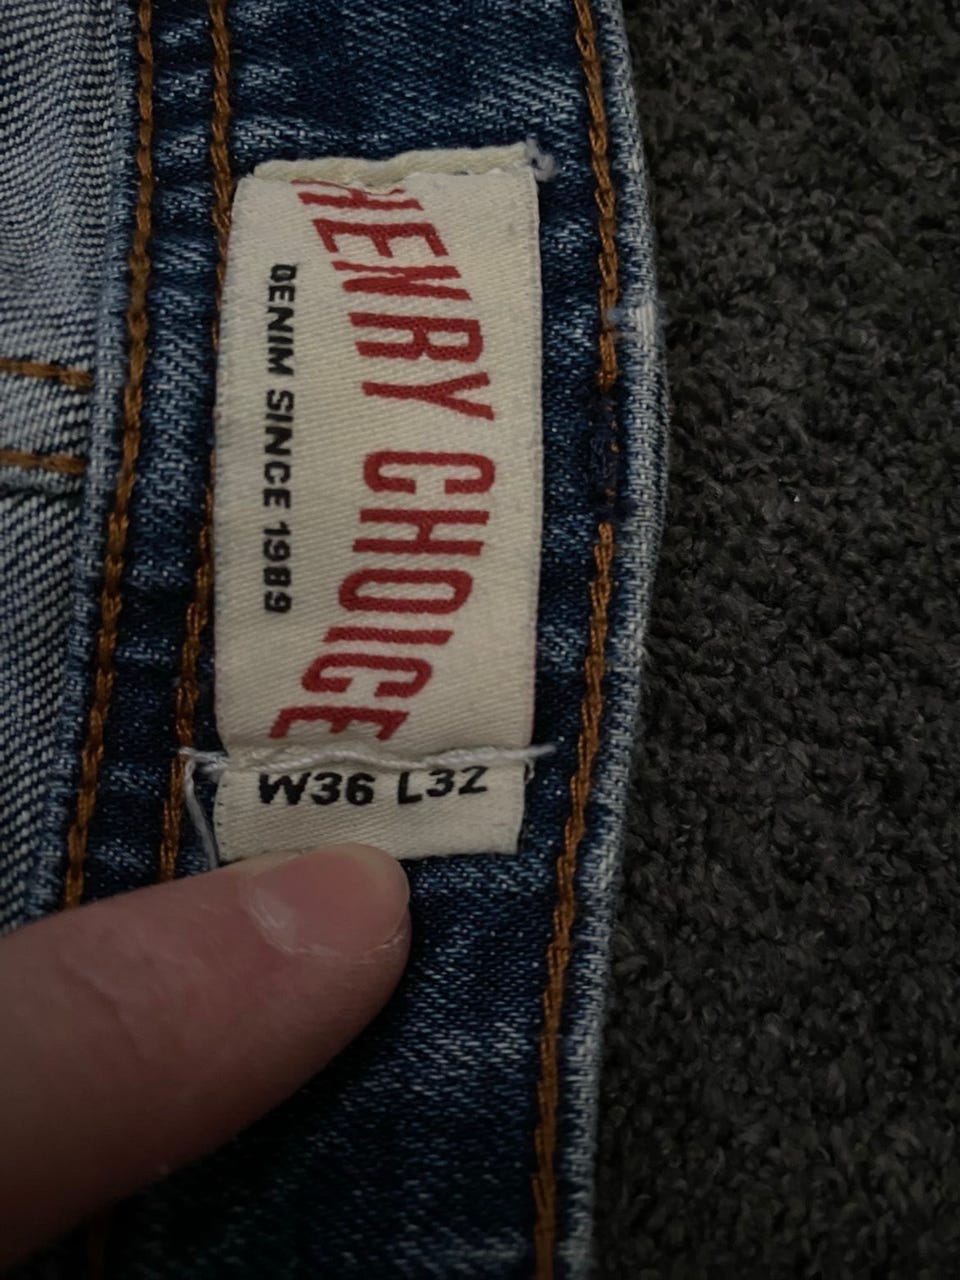 HENRY CHOICE
DENIM SINCE 1989
W36 L32